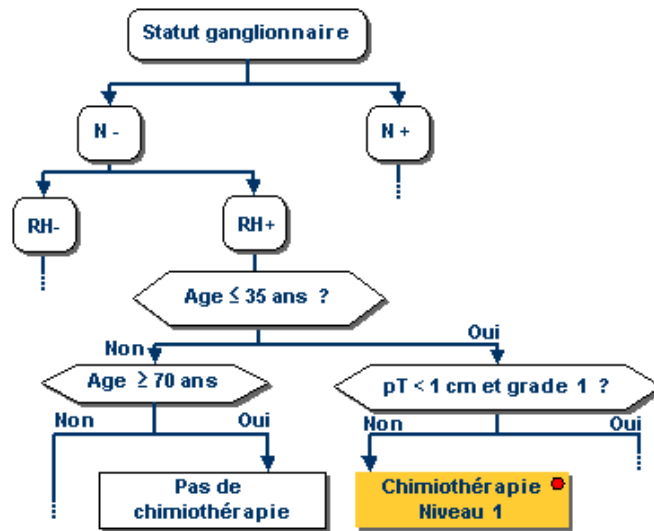 Statut ganglionnaire
N -
N +
RH-
RH+
Age ≤ 35 ans ?
Non
Oui
Age ≥ 70 ans
pT < 1 cm et grade 1 ?
Non
Oui
Non
Oui
Pas de
chimiothérapie
Chimiothérapie
Niveau 1